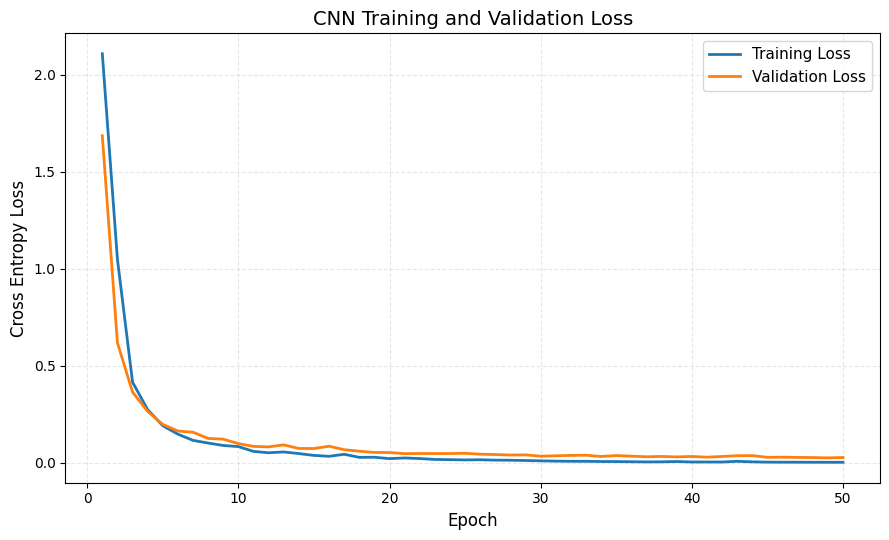 CNN Training and Validation Loss
Training Loss
Validation Loss
Cross Entropy Loss
2.0
1.5
1.0
0.5
0.0
0 10 20 30 40 50
Epoch